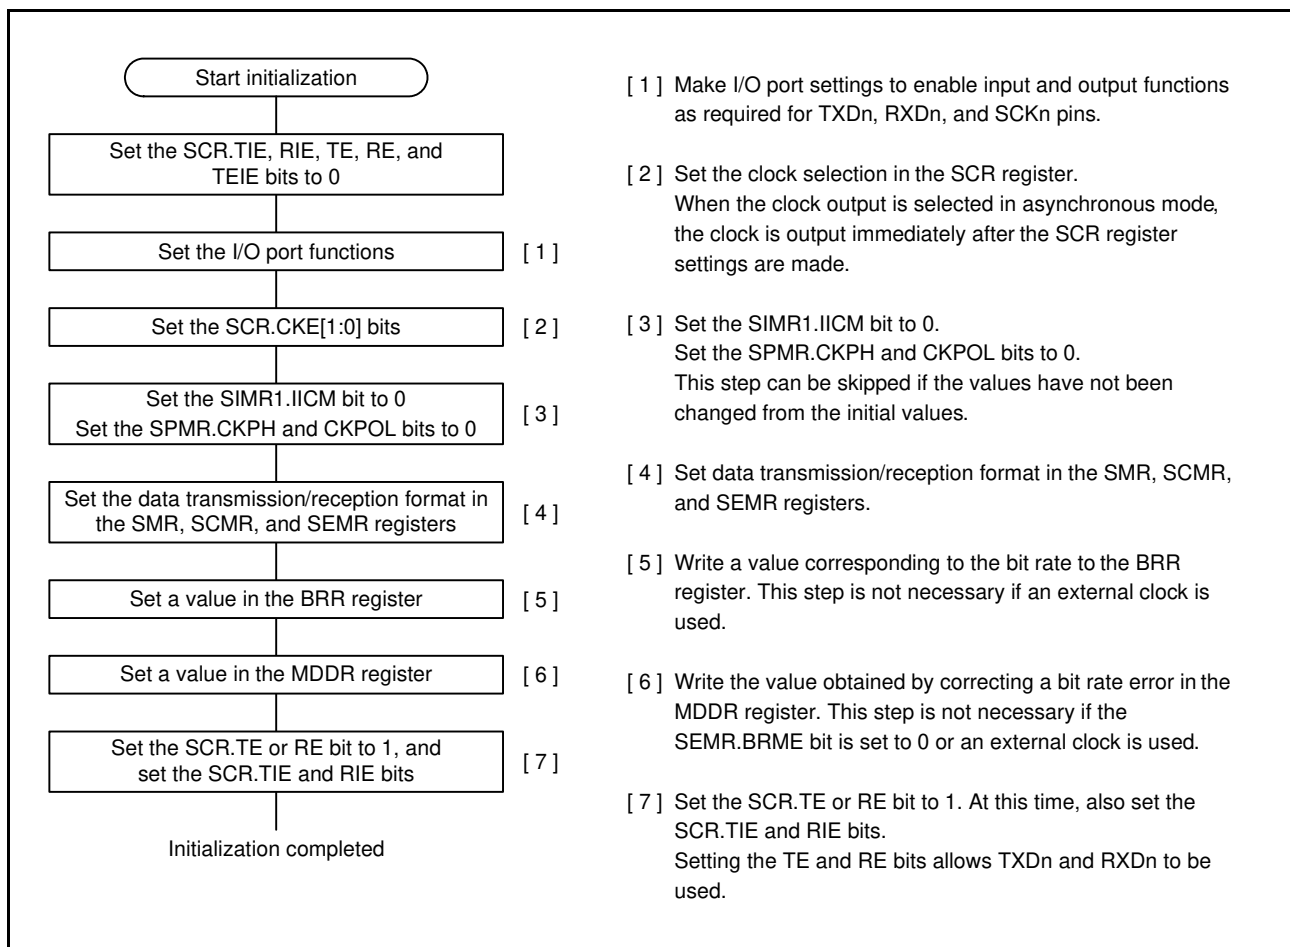 Start initialization
Set the SCR.TIE, RIE, TE, RE, and
TEIE bits to 0
Set the I/O port functions
[ 1 ]
Set the SCR.CKE[1:0] bits
[ 2 ]
Set the SIMR1.IICM bit to 0
Set the SPMR.CKPH and CKPOL bits to 0
[ 3 ]
Set the data transmission/reception format in
the SMR, SCMR, and SEMR registers
[ 4 ]
Set a value in the BRR register
[ 5 ]
Set a value in the MDDR register
[ 6 ]
Set the SCR.TE or RE bit to 1, and
set the SCR.TIE and RIE bits
[ 7 ]
Initialization completed
[ 1 ] Make I/O port settings to enable input and output functions
as required for TXDn, RXDn, and SCKn pins.
[ 2 ] Set the clock selection in the SCR register.
When the clock output is selected in asynchronous mode,
the clock is output immediately after the SCR register
settings are made.
[ 3 ] Set the SIMR1.IICM bit to 0.
Set the SPMR.CKPH and CKPOL bits to 0.
This step can be skipped if the values have not been
changed from the initial values.
[ 4 ] Set data transmission/reception format in the SMR, SCMR,
and SEMR registers.
[ 5 ] Write a value corresponding to the bit rate to the BRR
register. This step is not necessary if an external clock is
used.
[ 6 ] Write the value obtained by correcting a bit rate error in the
MDDR register. This step is not necessary if the
SEMR.BRME bit is set to 0 or an external clock is used.
[ 7 ] Set the SCR.TE or RE bit to 1. At this time, also set the
SCR.TIE and RIE bits.
Setting the TE and RE bits allows TXDn and RXDn to be
used.